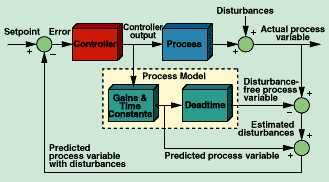 Disturbances
Setpoint
Error
Controller
output
Actual process
variable
Controller
Process
Process Model
Disturbance-
free process
variable
Gains &
Time
Constants
Deadtime
Estimated
disturbances
Predicted
process variable
with disturbances
Predicted process variable
+
−
+
+
−
+
+
+